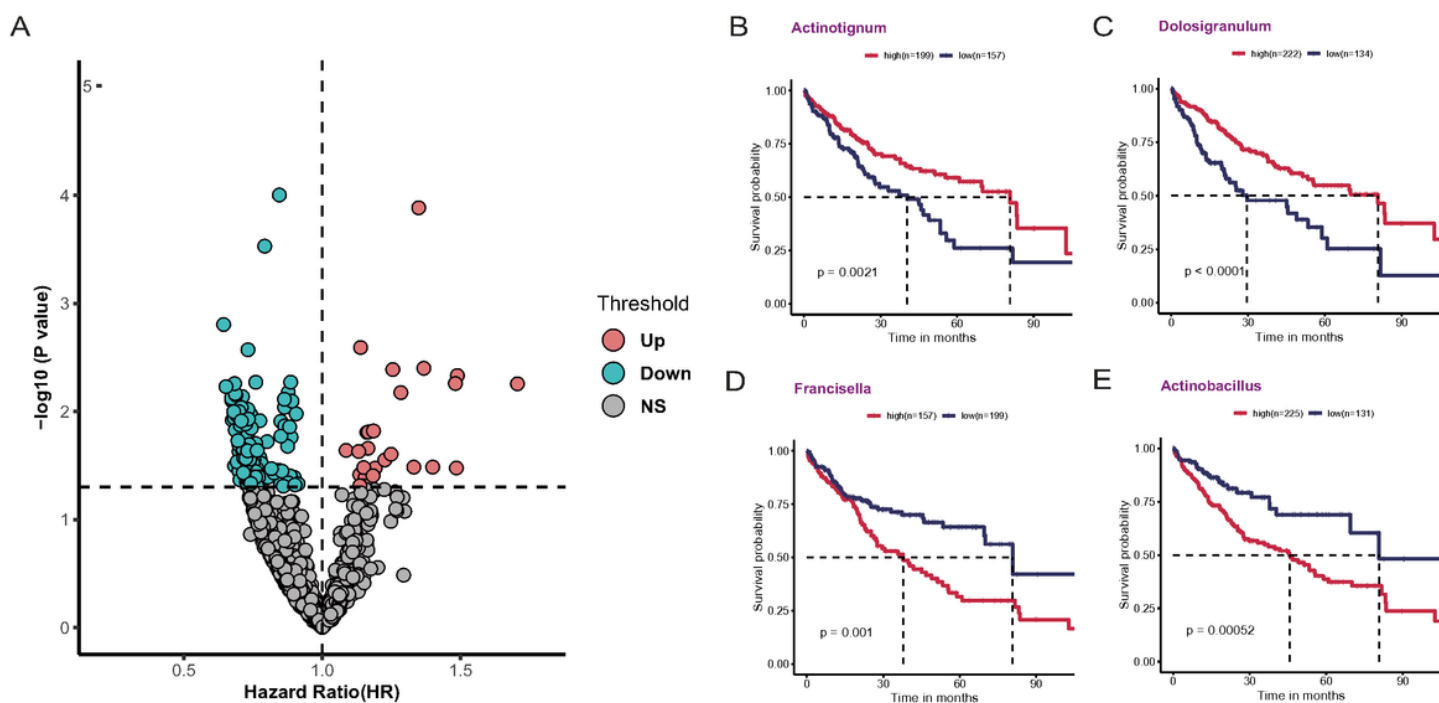 A
5
4
3
2
1
0
−log10 (P value)
0.5
1.0
1.5
Hazard Ratio(HR)
Threshold
Up
Down
NS
B
Actinotignum
high(n=199) low(n=157)
1.00
0.75
0.50
0.25
0.00
Survival probability
p = 0.0021
0
30
60
90
Time in months
C
Dolosigranulum
high(n=222) low(n=134)
1.00
0.75
0.50
0.25
0.00
Survival probability
p < 0.0001
0
30
60
90
Time in months
D
Francisella
high(n=157) low(n=199)
1.00
0.75
0.50
0.25
0.00
Survival probability
p = 0.001
0
30
60
90
Time in months
E
Actinobacillus
high(n=225) low(n=131)
1.00
0.75
0.50
0.25
0.00
Survival probability
p = 0.00052
0
30
60
90
Time in months